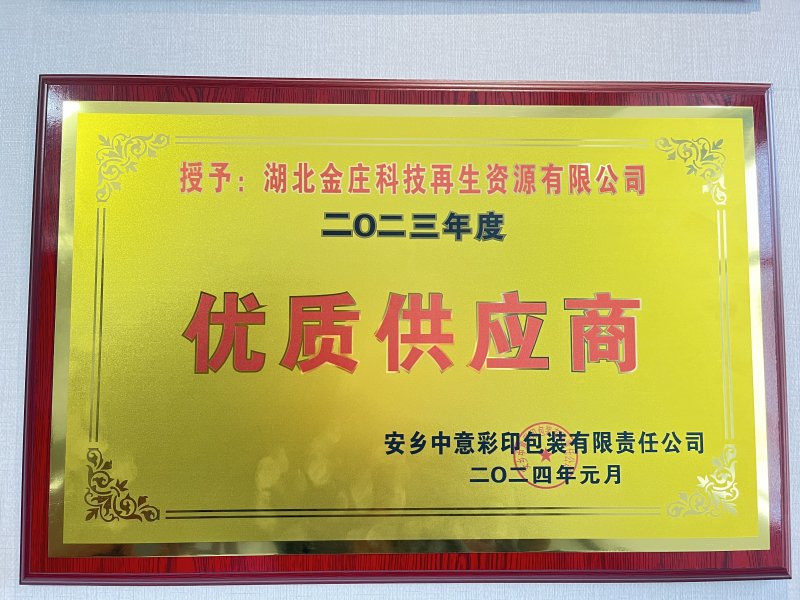 授予：湖北金庄科技再生资源有限公司
二〇二三年度
优质供应商
安乡中意彩印包装有限责任公司
二〇二四年元月